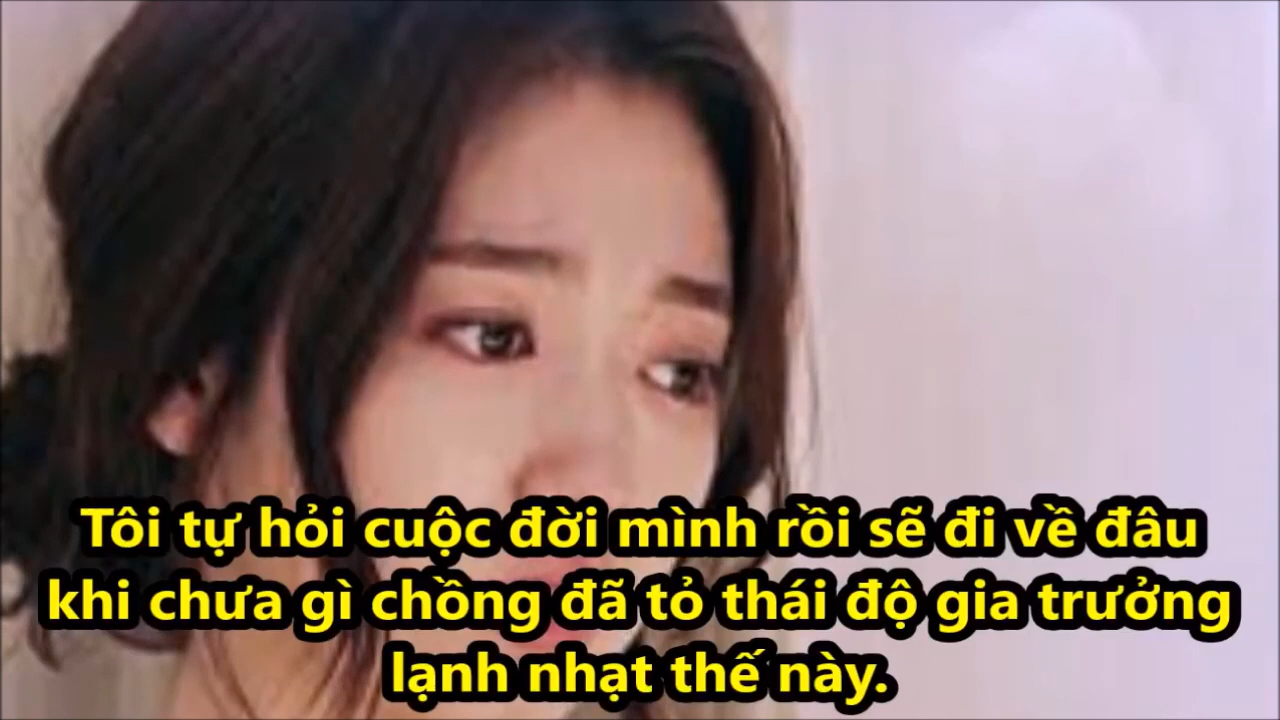 Tôi tự hỏi cuộc đời mình rồi sẽ đi về đâu
khi chưa gì chồng đã tỏ thái độ gia trưởng
lạnh nhạt thế này.